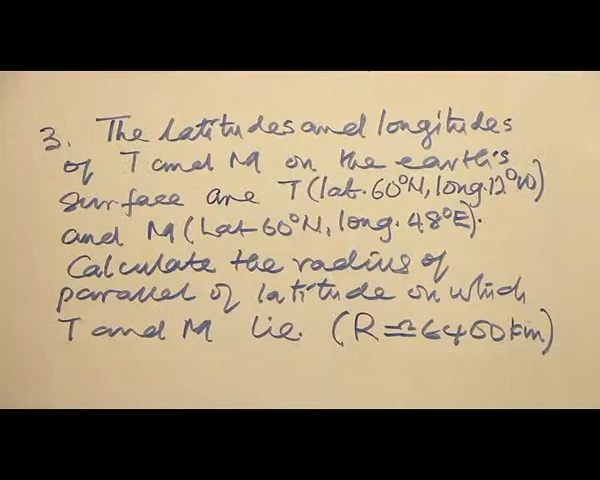 3. The latitudes and longitudes
of T and M on the earth's
surface are T(lat. 60°N, long. 12°W)
and M(Lat 60°N, long. 48°E).
Calculate the radius of
parallel of latitude on which
T and M lie. (R ≃ 6400km)